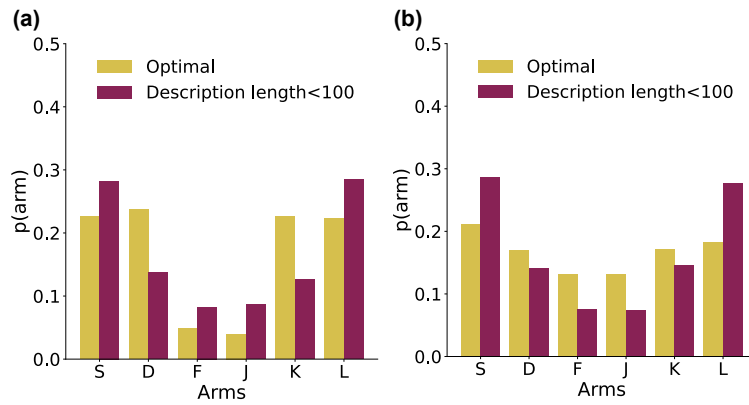 (a)
0.5
0.4
0.3
0.2
0.1
0.0
p(arm)
Optimal
Description length<100
S D F J K L
Arms
(b)
0.5
0.4
0.3
0.2
0.1
0.0
p(arm)
Optimal
Description length<100
S D F J K L
Arms